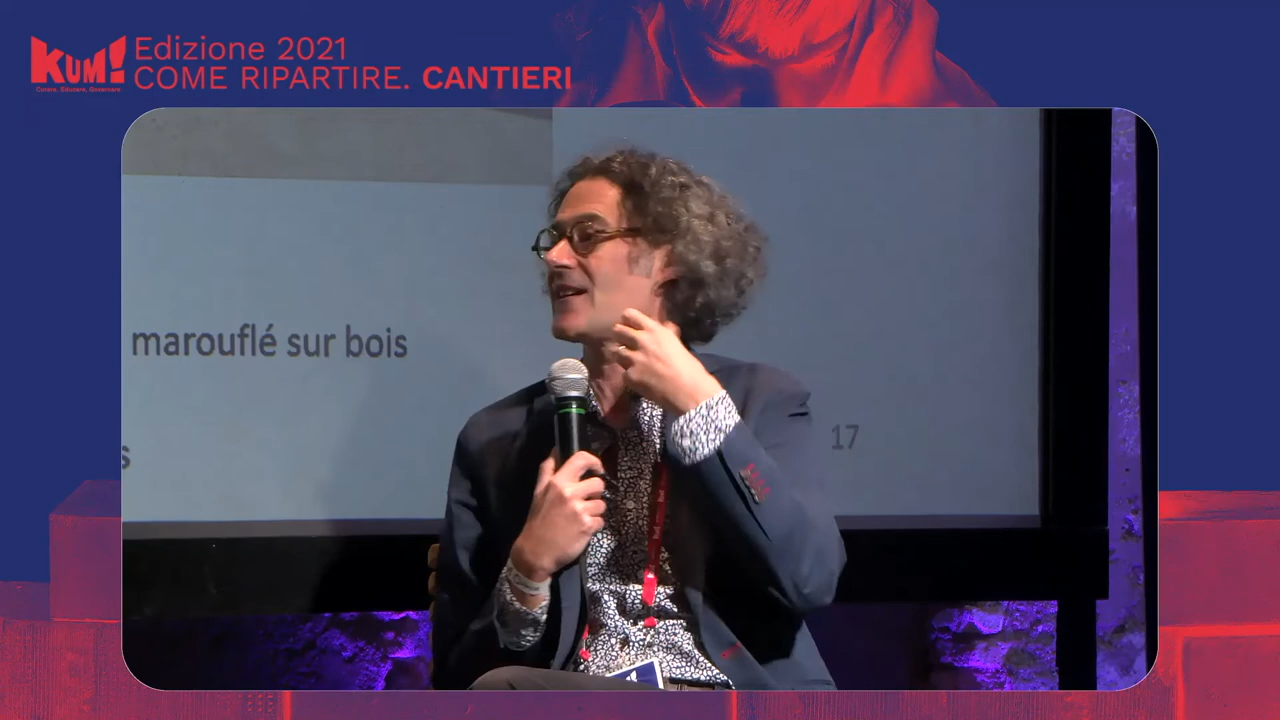 KUM!
Curare, Educare, Governare
Edizione 2021
COME RIPARTIRE. CANTIERI
marouflé sur bois
17
s